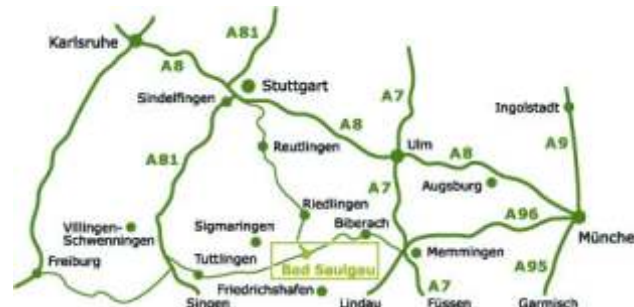 A81
Karlsruhe
A8
Stuttgart
A7
Sindelfingen
Ingolstadt
A8
A9
Reutlingen
Ulm
A8
A81
A7
Augsburg
Riedlingen
Villingen-
Schwenningen
Sigmaringen
Biberach
A96
Münche
Freiburg
Tuttlingen
Bad Saulgau
Memmingen
A95
Friedrichshafen
A7
Singen
Lindau
Füssen
Garmisch